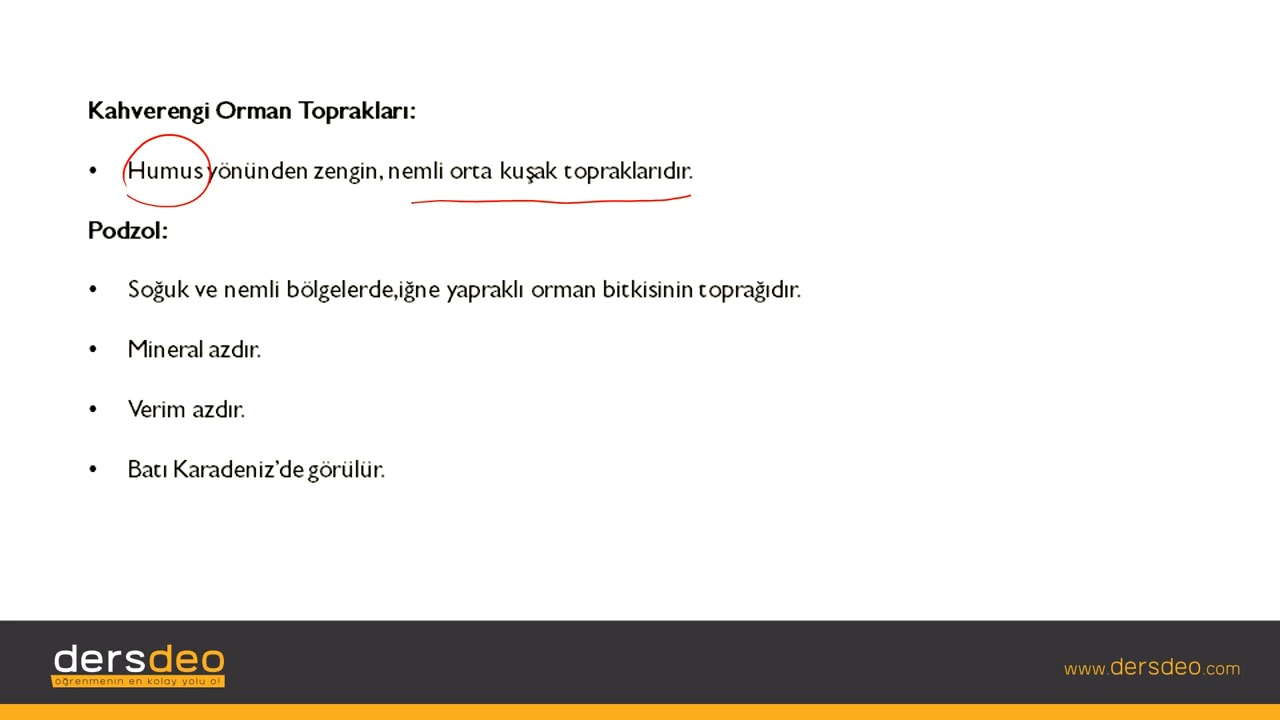 Kahverengi Orman Toprakları:
• Humus yönünden zengin, nemli orta kuşak topraklarıdır.
Podzol:
• Soğuk ve nemli bölgelerde,iğne yapraklı orman bitkisinin toprağıdır.
• Mineral azdır.
• Verim azdır.
• Batı Karadeniz’de görülür.
dersdeo
öğrenmenin en kolay yolu o!
www.dersdeo.com